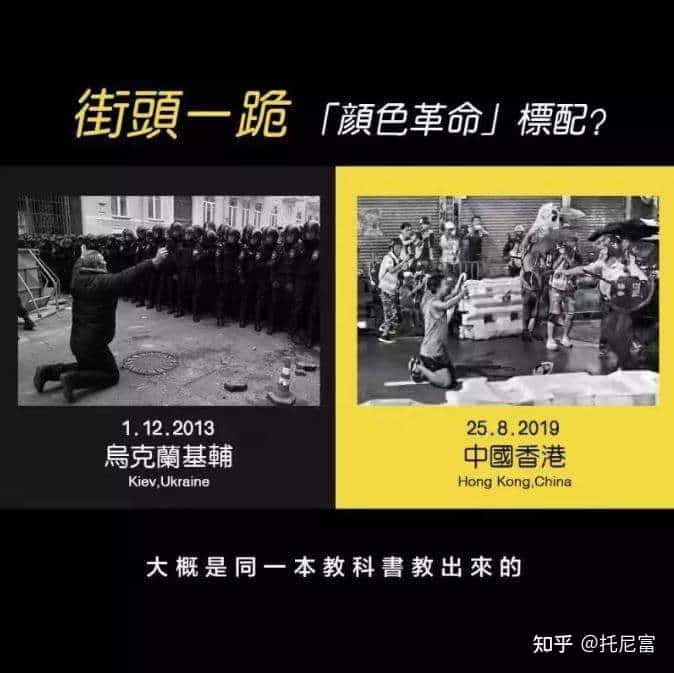 街頭一跪 「顔色革命」標配?
1.12.2013
烏克蘭基輔
Kiev,Ukraine
25.8.2019
中國香港
Hong Kong,China
大概是同一本教科書教出來的
知乎 @托尼富